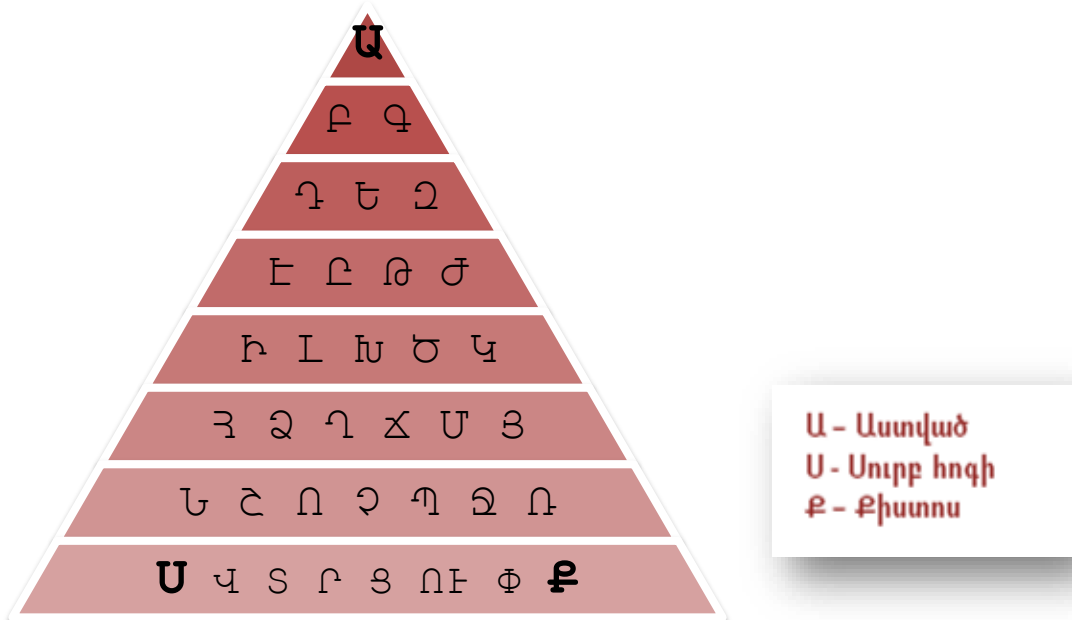 Ա
Բ Գ
Դ Ե Զ
Է Ը Թ Ժ
Ի Լ Խ Ծ Կ
Հ Ձ Ղ Ճ Մ Յ
Ն Շ Ո Չ Պ Ջ Ռ
Ս Վ Տ Ր Ց ՈՒ Փ Ք
Ա – Աստված
Ս - Սուրբ հոգի
Ք – Քիստոս